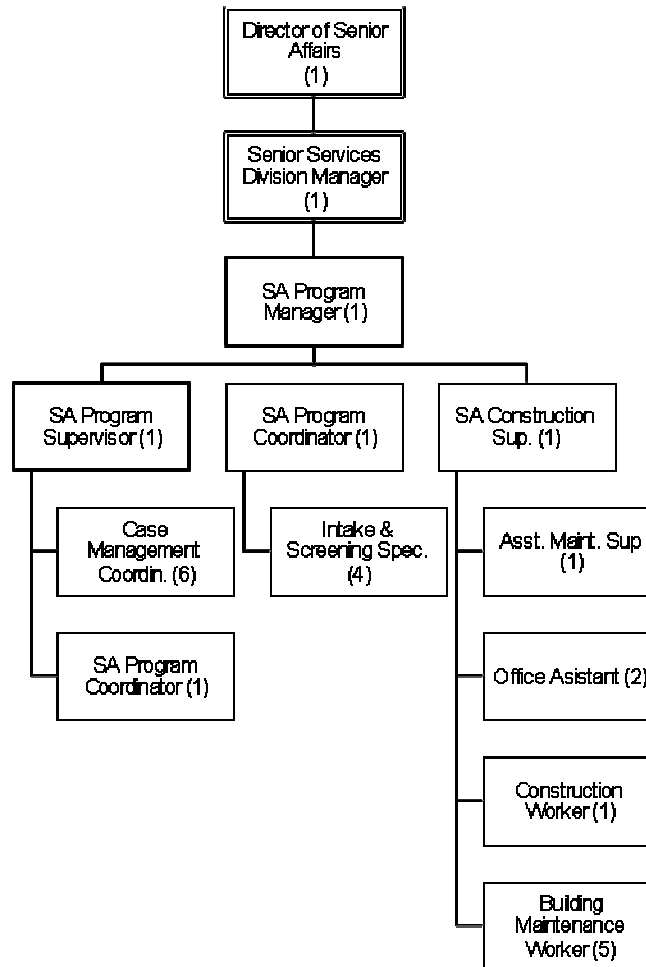 Director of Senior
Affairs
(1)
Senior Services
Division Manager
(1)
SA Program
Manager (1)
SA Program
Supervisor (1)
SA Program
Coordinator (1)
SA Construction
Sup. (1)
Case
Management
Coordin. (6)
Intake &
Screening Spec.
(4)
Asst. Maint. Sup
(1)
SA Program
Coordinator (1)
Office Asistant (2)
Construction
Worker (1)
Building
Maintenance
Worker (5)